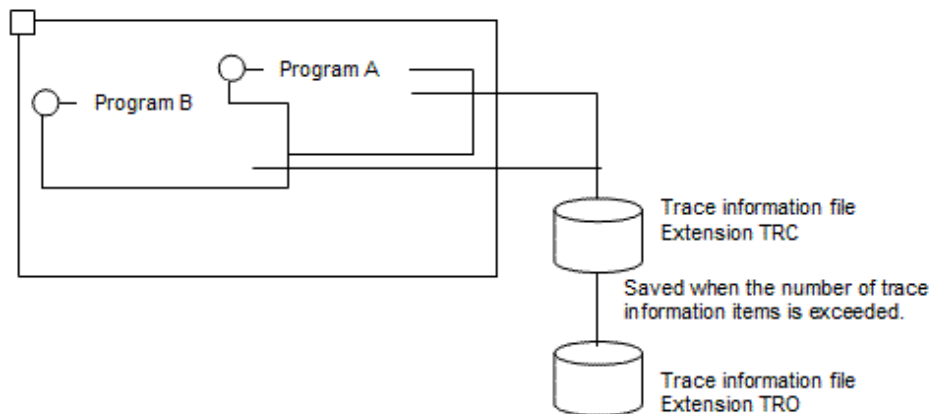 Program A
Program B
Trace information file
Extension TRC
Saved when the number of trace
information items is exceeded.
Trace information file
Extension TRO